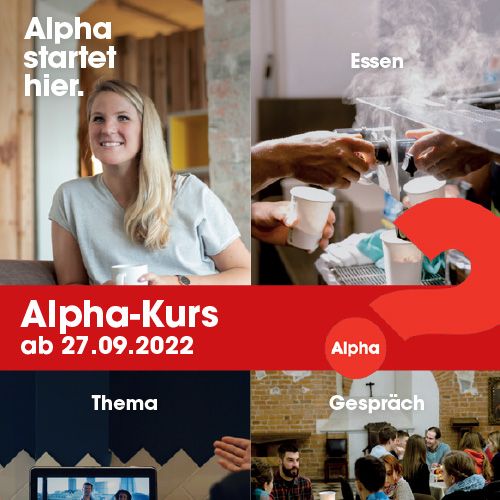 Alpha
startet
hier.
Essen
Alpha-Kurs
ab 27.09.2022
Alpha
Thema
Gespräch